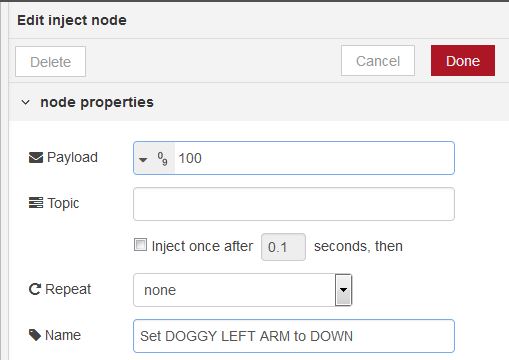 Edit inject node
Delete Cancel Done
node properties
Payload 09 100
Topic
Inject once after 0.1 seconds, then
Repeat none
Name Set DOGGY LEFT ARM to DOWN